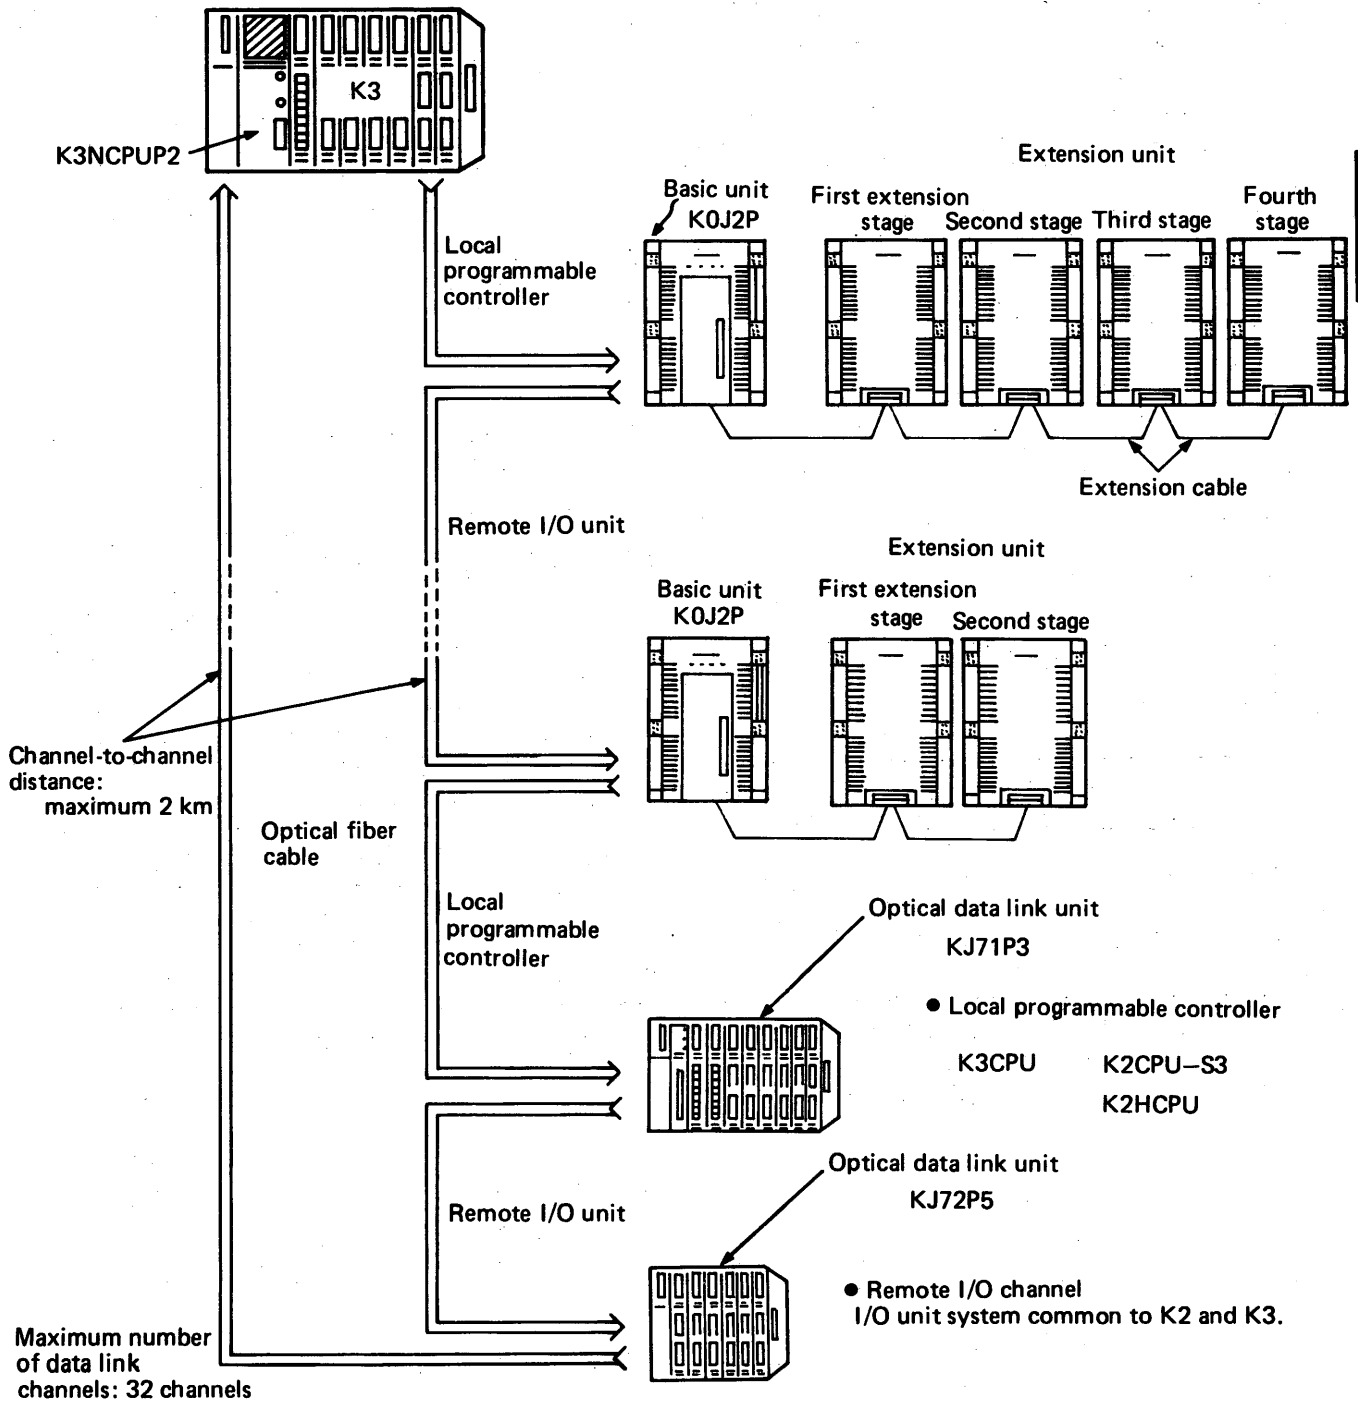 K3
K3NCPUP2
Extension unit
Basic unit
K0J2P
First extension
stage
Second stage
Third stage
Fourth
stage
Local
programmable
controller
Extension cable
Remote I/O unit
Extension unit
Basic unit
K0J2P
First extension
stage
Second stage
Channel-to-channel
distance:
maximum 2 km
Optical fiber
cable
Local
programmable
controller
Optical data link unit
KJ71P3
● Local programmable controller
K3CPU K2CPU–S3
K2HCPU
Optical data link unit
KJ72P5
Remote I/O unit
● Remote I/O channel
I/O unit system common to K2 and K3.
Maximum number
of data link
channels: 32 channels